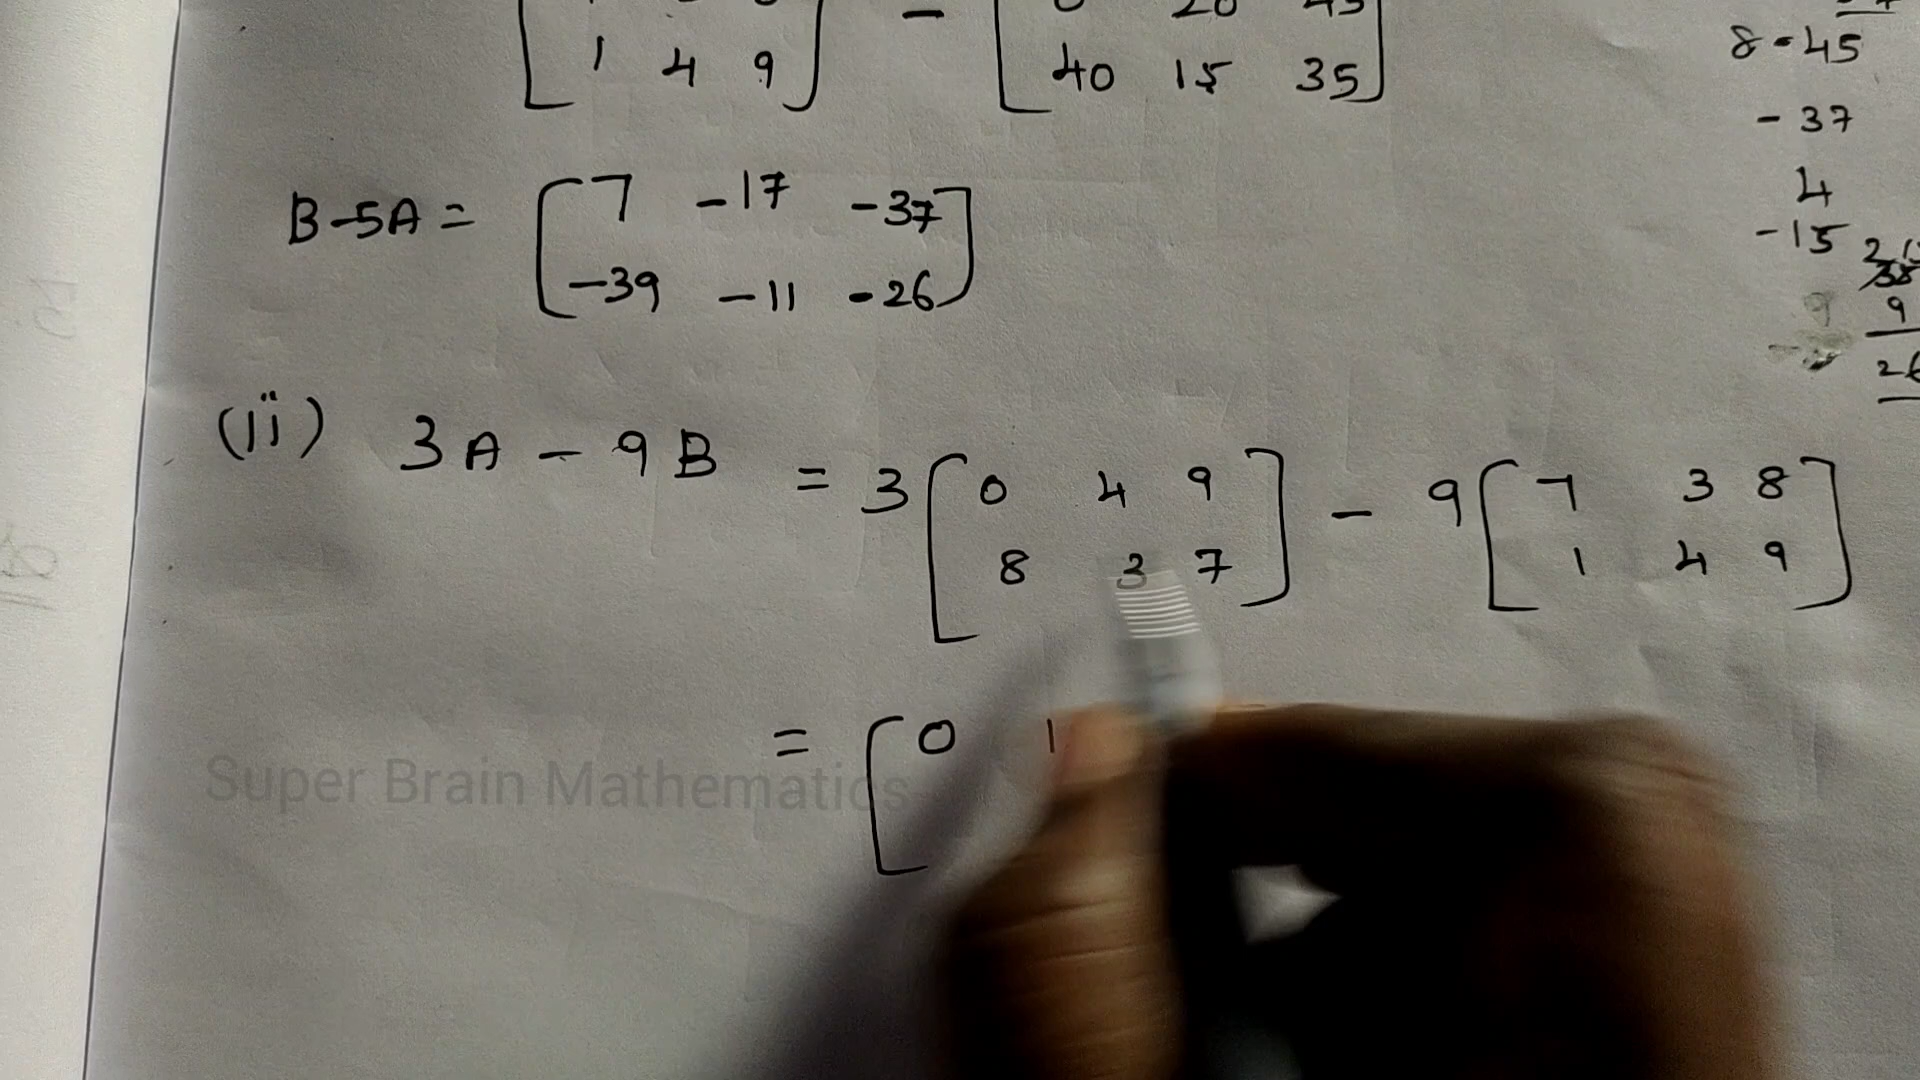 1 4 9 - 40 15 35
B-5A = [ 7 -17 -37
-39 -11 -26 ]
8-45
-37
4
-15
9
26
(ii) 3A - 9B = 3 [ 0 4 9 ] - 9 [ 7 3 8 ]
8 3 7 1 4 9
= [ 0 1
Super Brain Mathematics